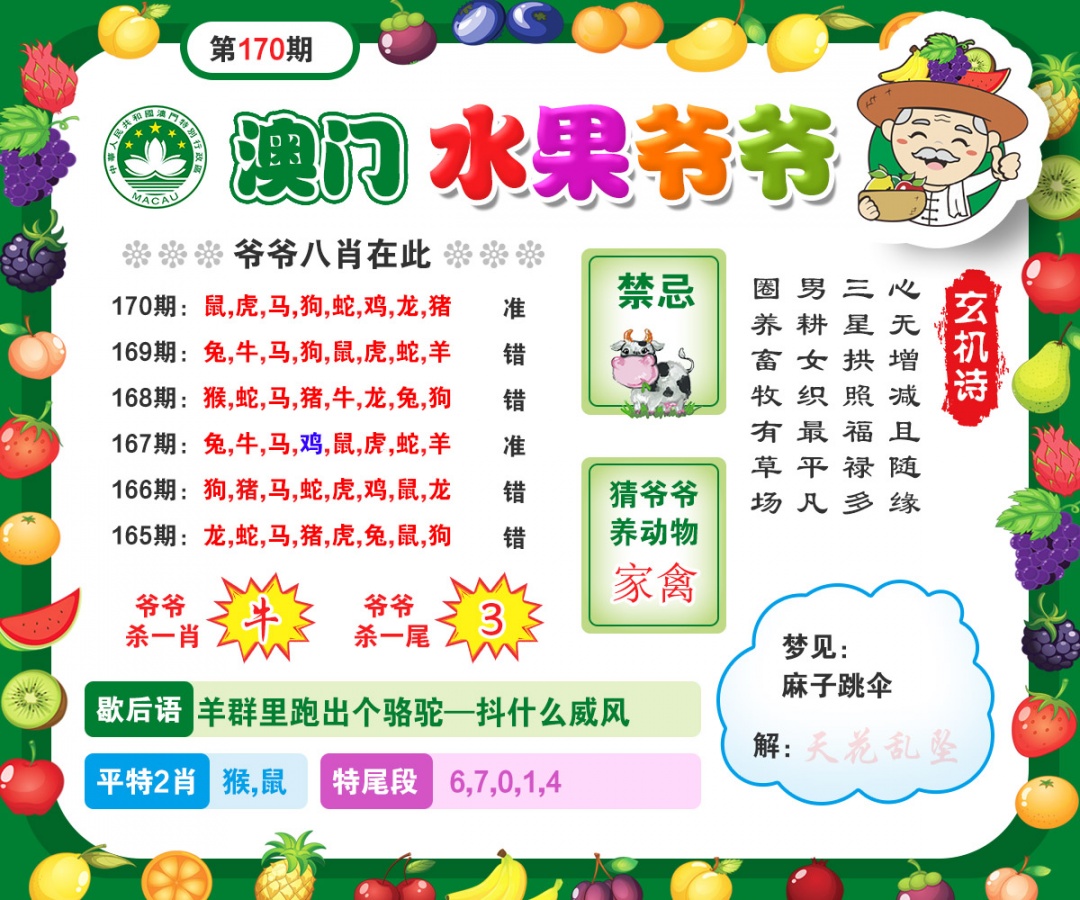 第170期
中華人民共和國澳門特別行政區
MACAU
澳门 水果爷爷
爷爷八肖在此
170期：鼠,虎,马,狗,蛇,鸡,龙,猪 准
169期：兔,牛,马,狗,鼠,虎,蛇,羊 错
168期：猴,蛇,马,猪,牛,龙,兔,狗 错
167期：兔,牛,马,鸡,鼠,虎,蛇,羊 准
166期：狗,猪,马,蛇,虎,鸡,鼠,龙 错
165期：龙,蛇,马,猪,虎,兔,鼠,狗 错
爷爷
杀一肖
牛
爷爷
杀一尾
3
禁忌
猜爷爷
养动物
家禽
玄机诗
心无增减且随缘
三星拱照福禄多
男耕女织最平凡
圈养畜牧有草场
梦见：
麻子跳伞
解：天花乱坠
歇后语 羊群里跑出个骆驼—抖什么威风
平特2肖 猴,鼠
特尾段 6,7,0,1,4